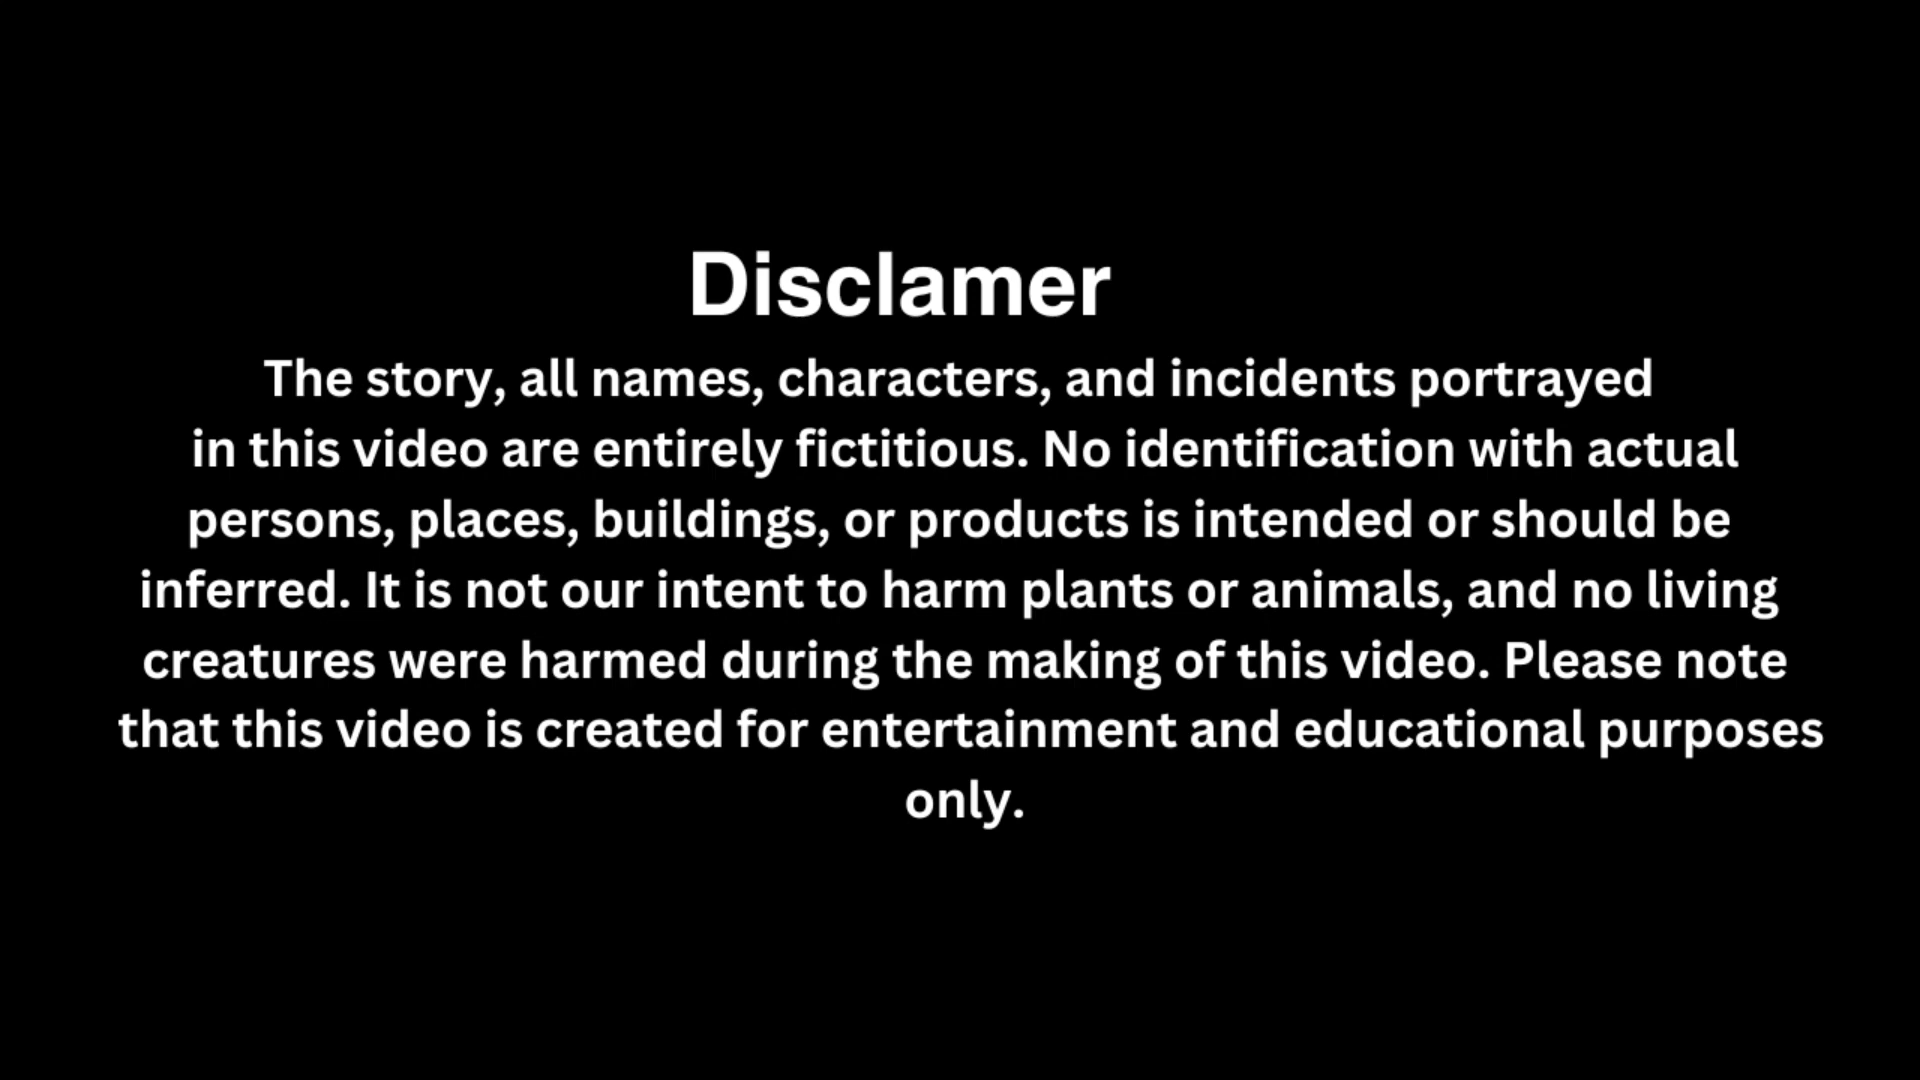 Disclamer
The story, all names, characters, and incidents portrayed
in this video are entirely fictitious. No identification with actual
persons, places, buildings, or products is intended or should be
inferred. It is not our intent to harm plants or animals, and no living
creatures were harmed during the making of this video. Please note
that this video is created for entertainment and educational purposes
only.